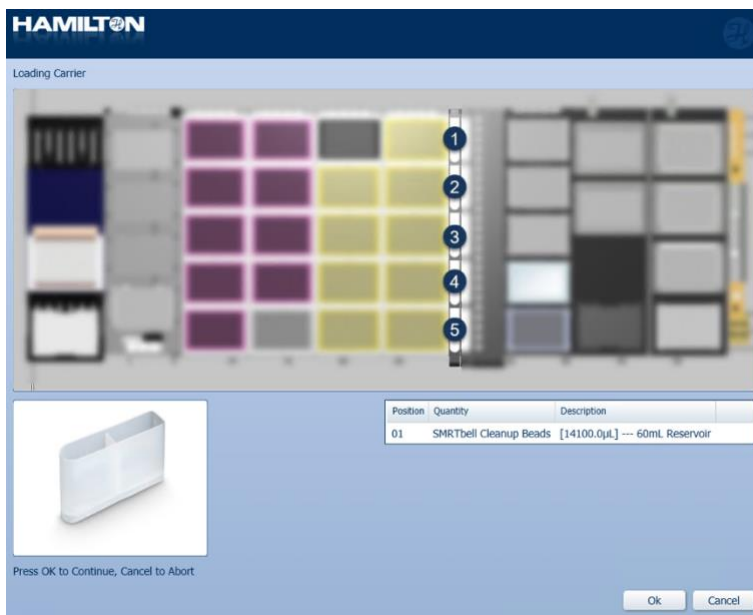 HAMILTON
Loading Carrier
1
2
3
4
5
Position Quantity Description
01 SMRTbell Cleanup Beads [14100.0µL] --- 60mL Reservoir
Press OK to Continue, Cancel to Abort
Ok Cancel